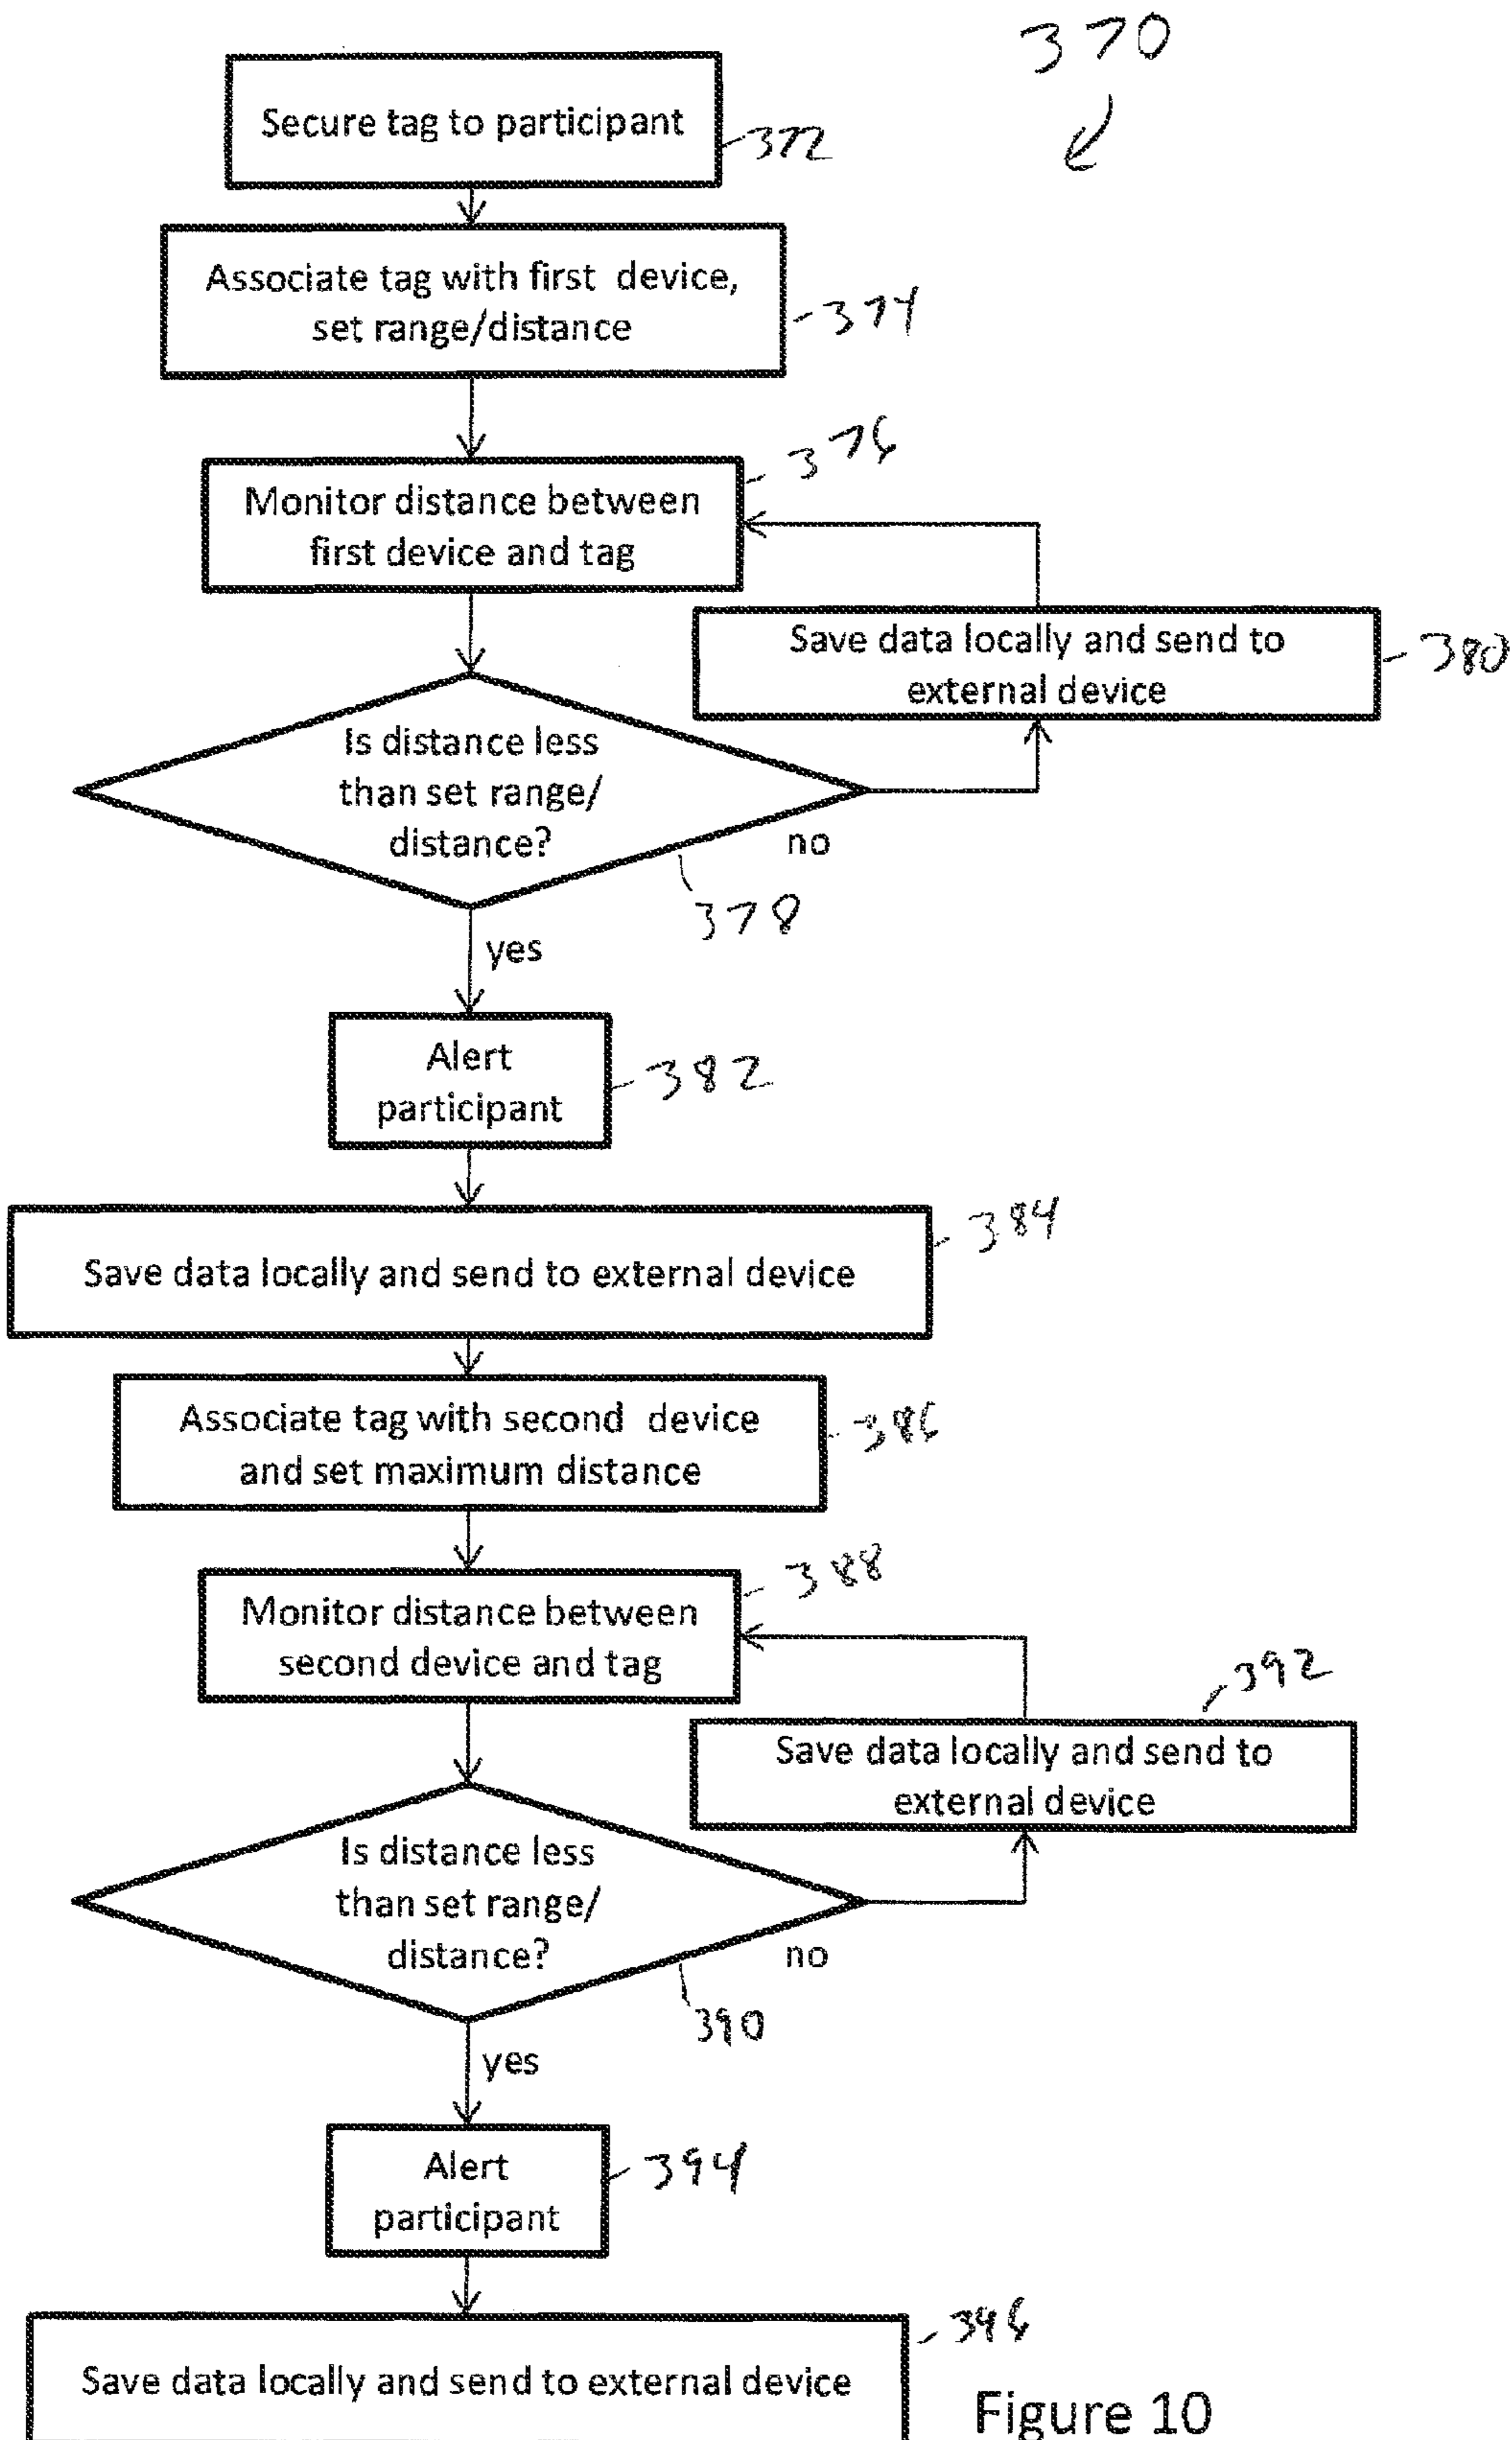 370
Secure tag to participant
372
Associate tag with first device,
set range/distance
374
376
Monitor distance between
first device and tag
Save data locally and send to
external device
380
Is distance less
than set range/
distance?
no
378
yes
Alert
participant
382
384
Save data locally and send to external device
Associate tag with second device
and set maximum distance
386
388
Monitor distance between
second device and tag
392
Save data locally and send to
external device
Is distance less
than set range/
distance?
no
390
yes
Alert
participant
394
396
Save data locally and send to external device
Figure 10